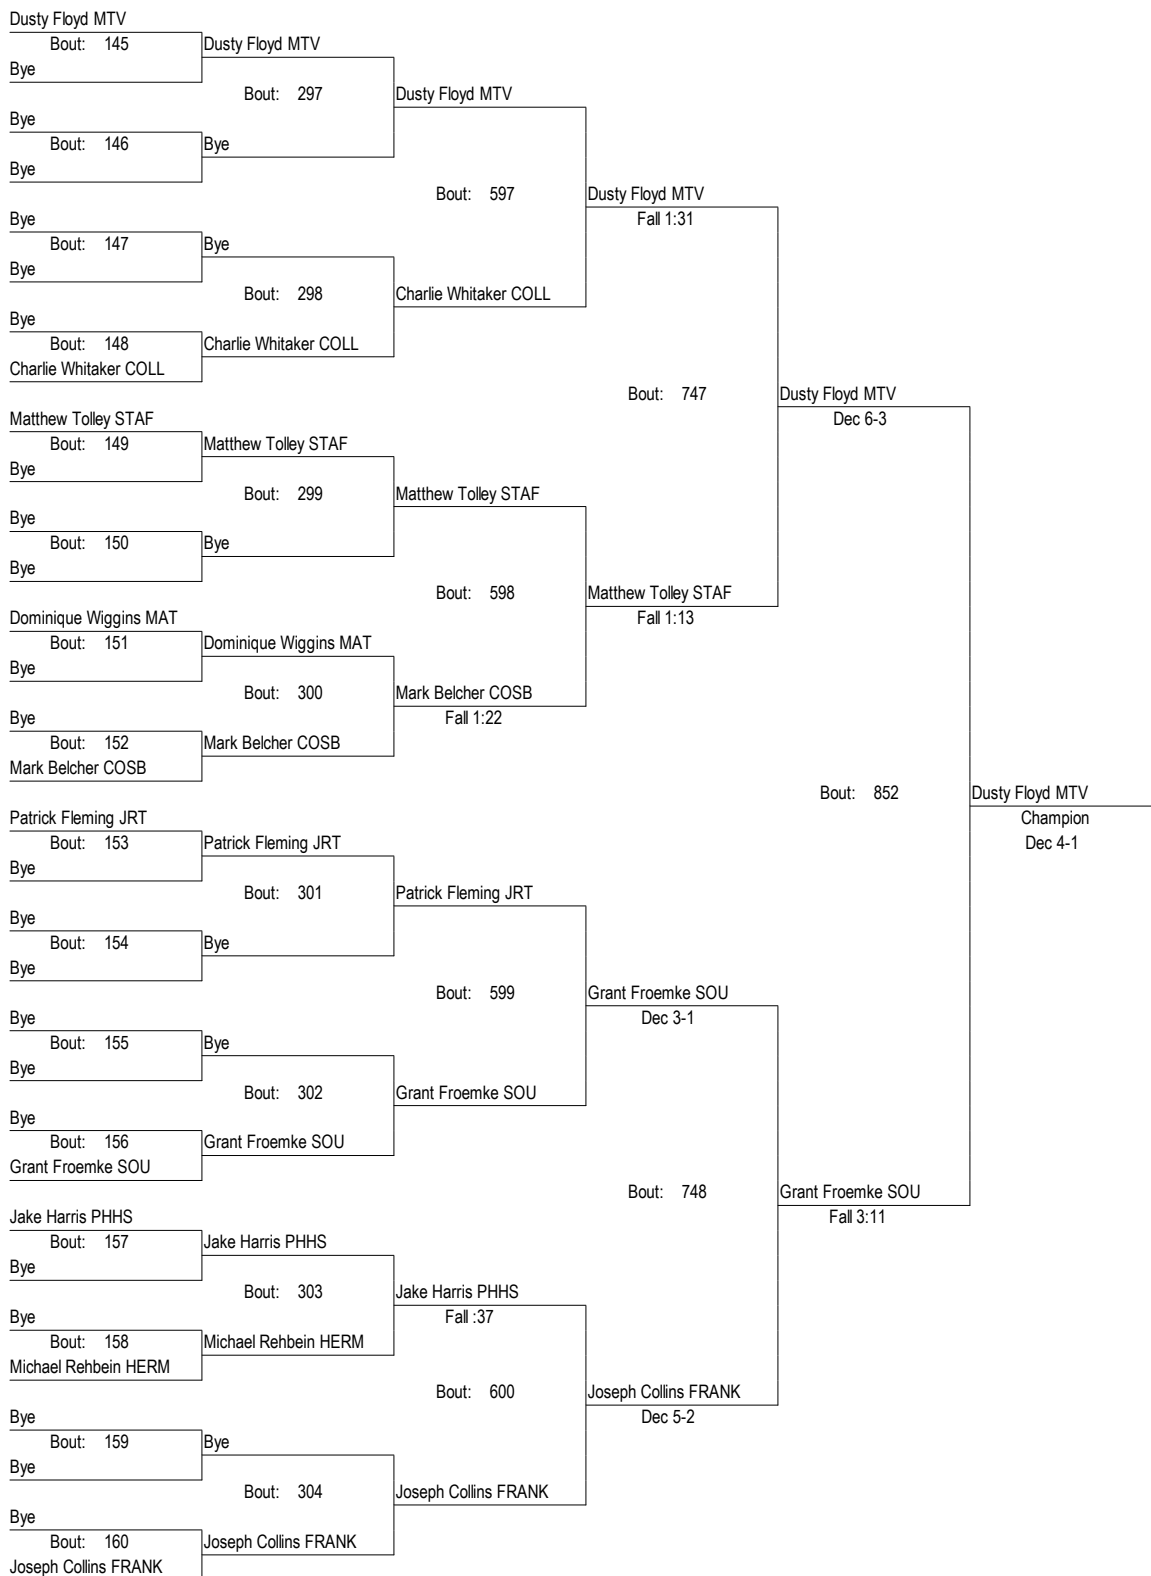 Dusty Floyd MTV
Bout: 145
Dusty Floyd MTV
Bye
Bout: 297
Dusty Floyd MTV
Bye
Bout: 146
Bye
Bye
Bout: 597
Dusty Floyd MTV
Fall 1:31
Bye
Bout: 147
Bye
Bye
Bout: 298
Charlie Whitaker COLL
Bye
Bout: 148
Charlie Whitaker COLL
Charlie Whitaker COLL
Bout: 747
Dusty Floyd MTV
Dec 6-3
Matthew Tolley STAF
Bout: 149
Matthew Tolley STAF
Bye
Bout: 299
Matthew Tolley STAF
Bye
Bout: 150
Bye
Bye
Bout: 598
Matthew Tolley STAF
Fall 1:13
Dominique Wiggins MAT
Bout: 151
Dominique Wiggins MAT
Bye
Bout: 300
Mark Belcher COSB
Fall 1:22
Bye
Bout: 152
Mark Belcher COSB
Mark Belcher COSB
Bout: 852
Dusty Floyd MTV
Champion
Dec 4-1
Patrick Fleming JRT
Bout: 153
Patrick Fleming JRT
Bye
Bout: 301
Patrick Fleming JRT
Bye
Bout: 154
Bye
Bye
Bout: 599
Grant Froemke SOU
Dec 3-1
Bye
Bout: 155
Bye
Bye
Bout: 302
Grant Froemke SOU
Bye
Bout: 156
Grant Froemke SOU
Grant Froemke SOU
Bout: 748
Grant Froemke SOU
Fall 3:11
Jake Harris PHHS
Bout: 157
Jake Harris PHHS
Bye
Bout: 303
Jake Harris PHHS
Fall :37
Bye
Bout: 158
Michael Rehbein HERM
Michael Rehbein HERM
Bout: 600
Joseph Collins FRANK
Dec 5-2
Bye
Bout: 159
Bye
Bye
Bout: 304
Joseph Collins FRANK
Bye
Bout: 160
Joseph Collins FRANK
Joseph Collins FRANK